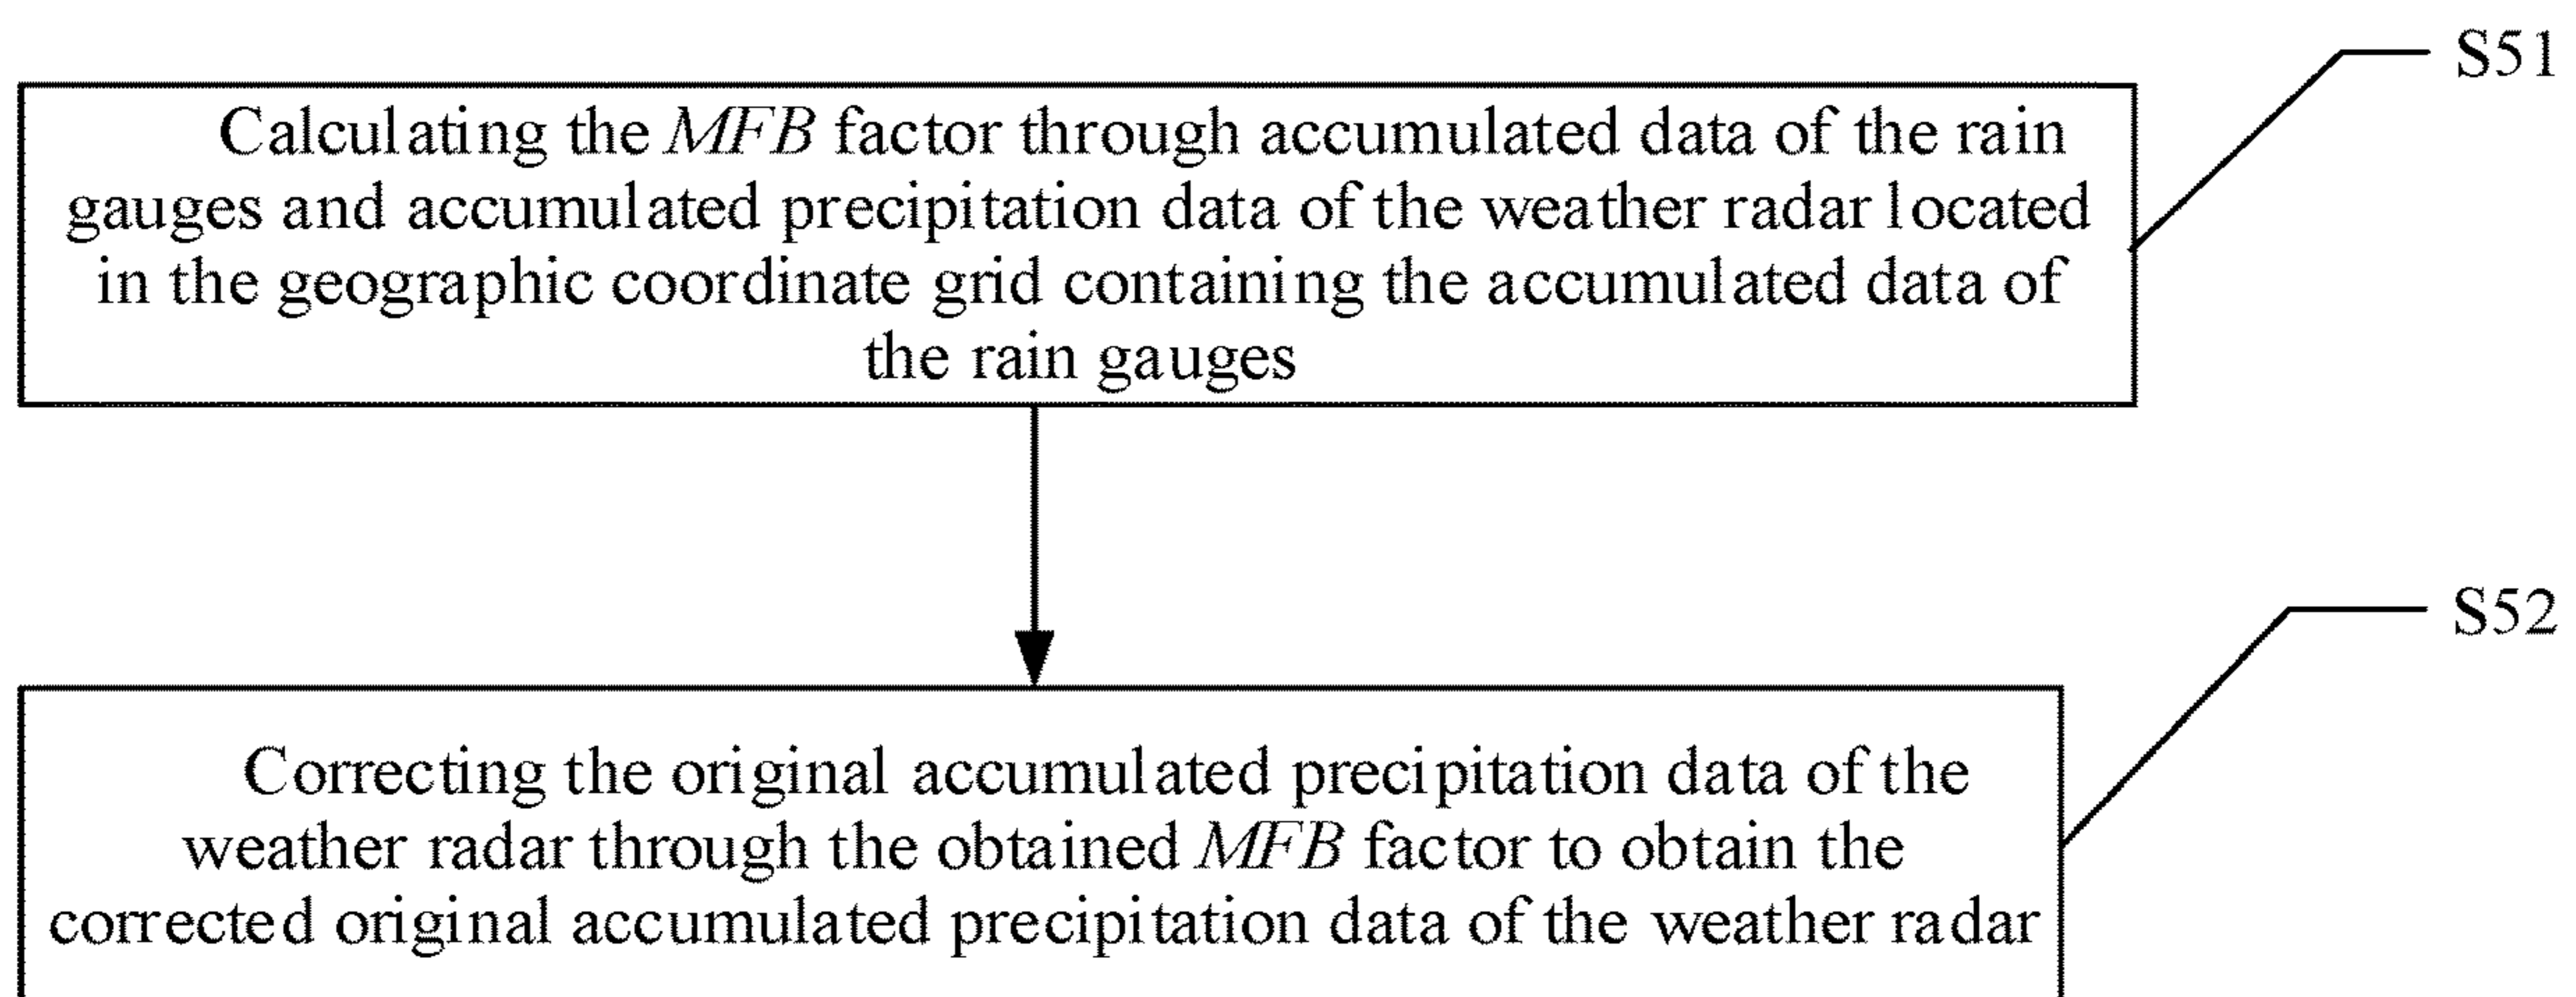 S51
Calculating the MFB factor through accumulated data of the rain
gauges and accumulated precipitation data of the weather radar located
in the geographic coordinate grid containing the accumulated data of
the rain gauges
S52
Correcting the original accumulated precipitation data of the
weather radar through the obtained MFB factor to obtain the
corrected original accumulated precipitation data of the weather radar